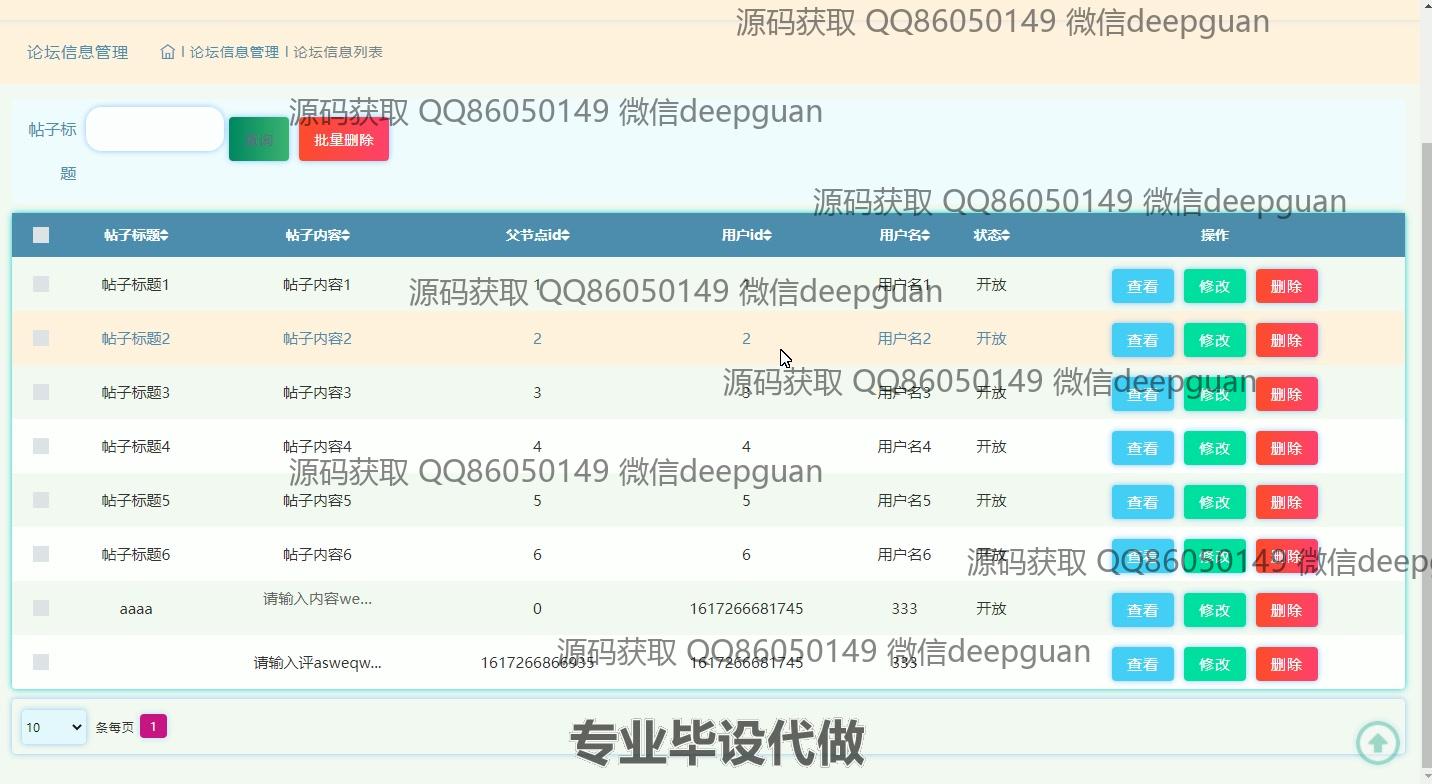 源码获取 QQ86050149 微信deepguan
论坛信息管理 论坛信息管理 论坛信息列表
源码获取 QQ86050149 微信deepguan
帖子标题 查询 批量删除
源码获取 QQ86050149 微信deepguan
帖子标题 帖子内容 父节点id 用户id 用户名 状态 操作
帖子标题1 帖子内容1 1 1 用户名1 开放 查看 修改 删除
源码获取 QQ86050149 微信deepguan
帖子标题2 帖子内容2 2 2 用户名2 开放 查看 修改 删除
源码获取 QQ86050149 微信deepguan
帖子标题3 帖子内容3 3 3 用户名3 开放 查看 修改 删除
帖子标题4 帖子内容4 4 4 用户名4 开放 查看 修改 删除
源码获取 QQ86050149 微信deepguan
帖子标题5 帖子内容5 5 5 用户名5 开放 查看 修改 删除
帖子标题6 帖子内容6 6 6 用户名6 开放 查看 修改 删除
源码获取 QQ86050149 微信deepg
aaaa 请输入内容we... 0 1617266681745 333 开放 查看 修改 删除
源码获取 QQ86050149 微信deepguan
请输入评asweqw... 1617266866935 1617266681745 333 查看 修改 删除
10 条每页 1
专业毕设代做